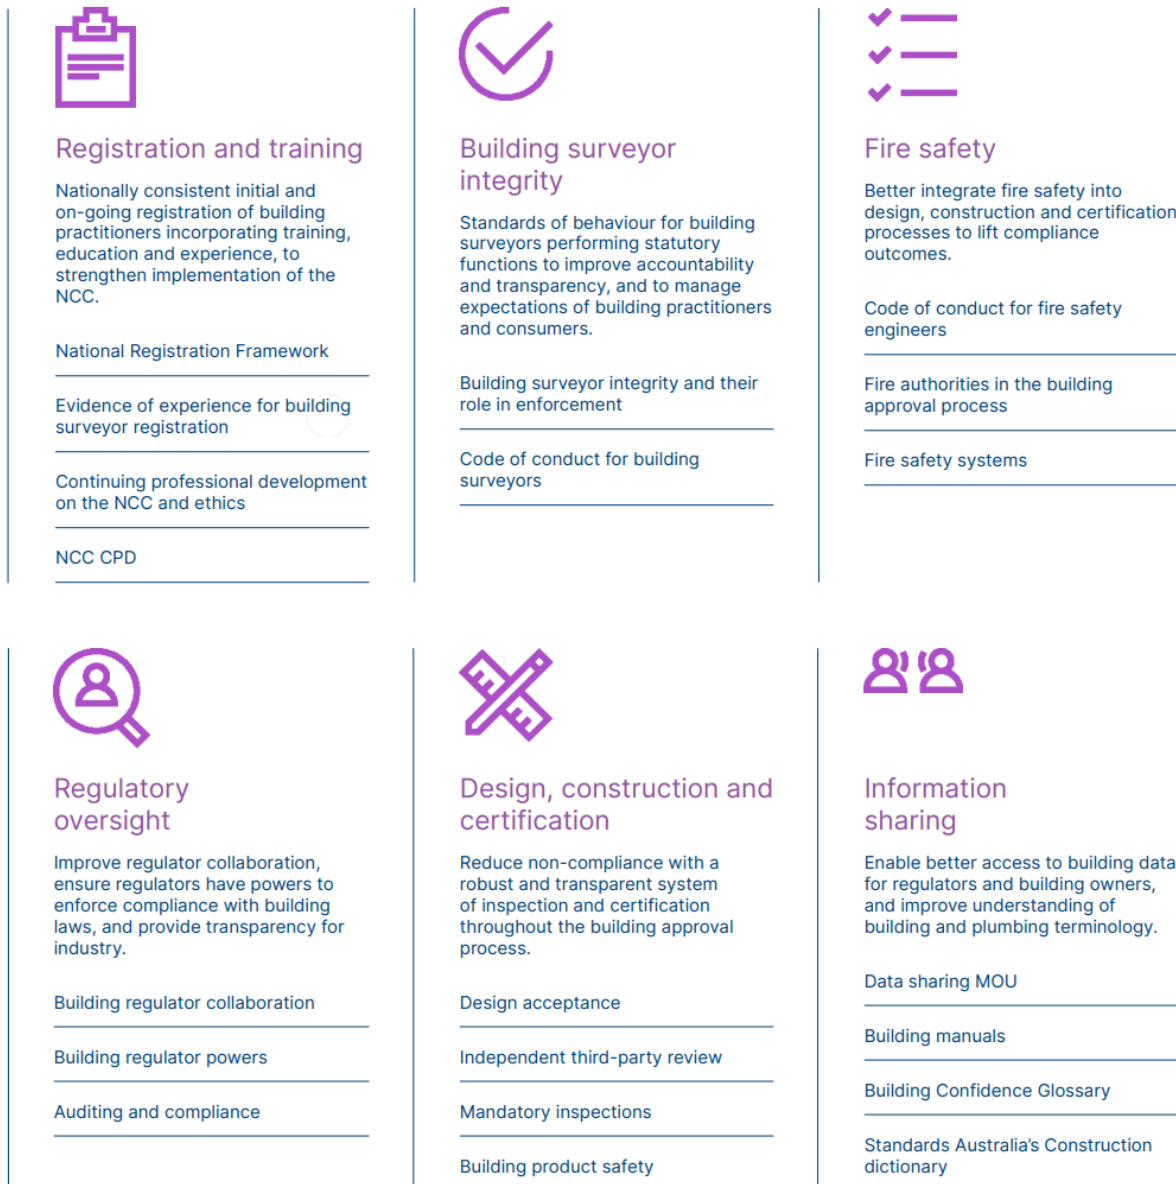 Registration and training
Nationally consistent initial and
on-going registration of building
practitioners incorporating training,
education and experience, to
strengthen implementation of the
NCC.
National Registration Framework
Evidence of experience for building
surveyor registration
Continuing professional development
on the NCC and ethics
NCC CPD
Building surveyor
integrity
Standards of behaviour for building
surveyors performing statutory
functions to improve accountability
and transparency, and to manage
expectations of building practitioners
and consumers.
Building surveyor integrity and their
role in enforcement
Code of conduct for building
surveyors
Fire safety
Better integrate fire safety into
design, construction and certification
processes to lift compliance
outcomes.
Code of conduct for fire safety
engineers
Fire authorities in the building
approval process
Fire safety systems
Regulatory
oversight
Improve regulator collaboration,
ensure regulators have powers to
enforce compliance with building
laws, and provide transparency for
industry.
Building regulator collaboration
Building regulator powers
Auditing and compliance
Design, construction and
certification
Reduce non-compliance with a
robust and transparent system
of inspection and certification
throughout the building approval
process.
Design acceptance
Independent third-party review
Mandatory inspections
Building product safety
Information
sharing
Enable better access to building data
for regulators and building owners,
and improve understanding of
building and plumbing terminology.
Data sharing MOU
Building manuals
Building Confidence Glossary
Standards Australia's Construction
dictionary